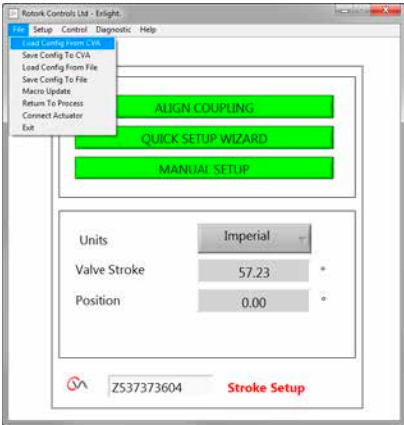 Rotork Controls Ltd - Enlight.
File Setup Control Diagnostic Help
Load Config From CVA
Save Config To CVA
Load Config From File
Save Config To File
Macro Update
Return To Process
Connect Actuator
Exit
ALIGN COUPLING
QUICK SETUP WIZARD
MANUAL SETUP
Units Imperial
Valve Stroke 57.23 °
Position 0.00 °
Z537373604 Stroke Setup